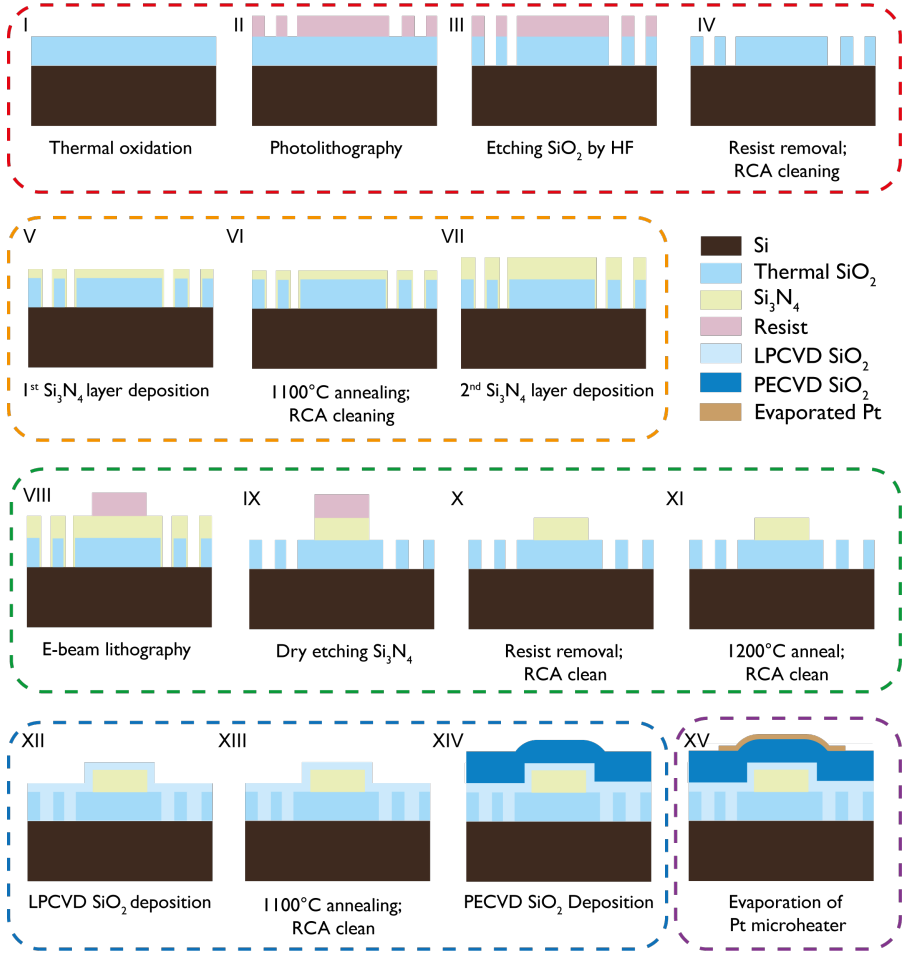 I
II
III
IV
Thermal oxidation
Photolithography
Etching SiO₂ by HF
Resist removal;
RCA cleaning
V
VI
VII
1ˢᵗ Si₃N₄ layer deposition
1100°C annealing;
RCA cleaning
2ⁿᵈ Si₃N₄ layer deposition
Si
Thermal SiO₂
Si₃N₄
Resist
LPCVD SiO₂
PECVD SiO₂
Evaporated Pt
VIII
IX
X
XI
E-beam lithography
Dry etching Si₃N₄
Resist removal;
RCA clean
1200°C anneal;
RCA clean
XII
XIII
XIV
XV
LPCVD SiO₂ deposition
1100°C annealing;
RCA clean
PECVD SiO₂ Deposition
Evaporation of
Pt microheater